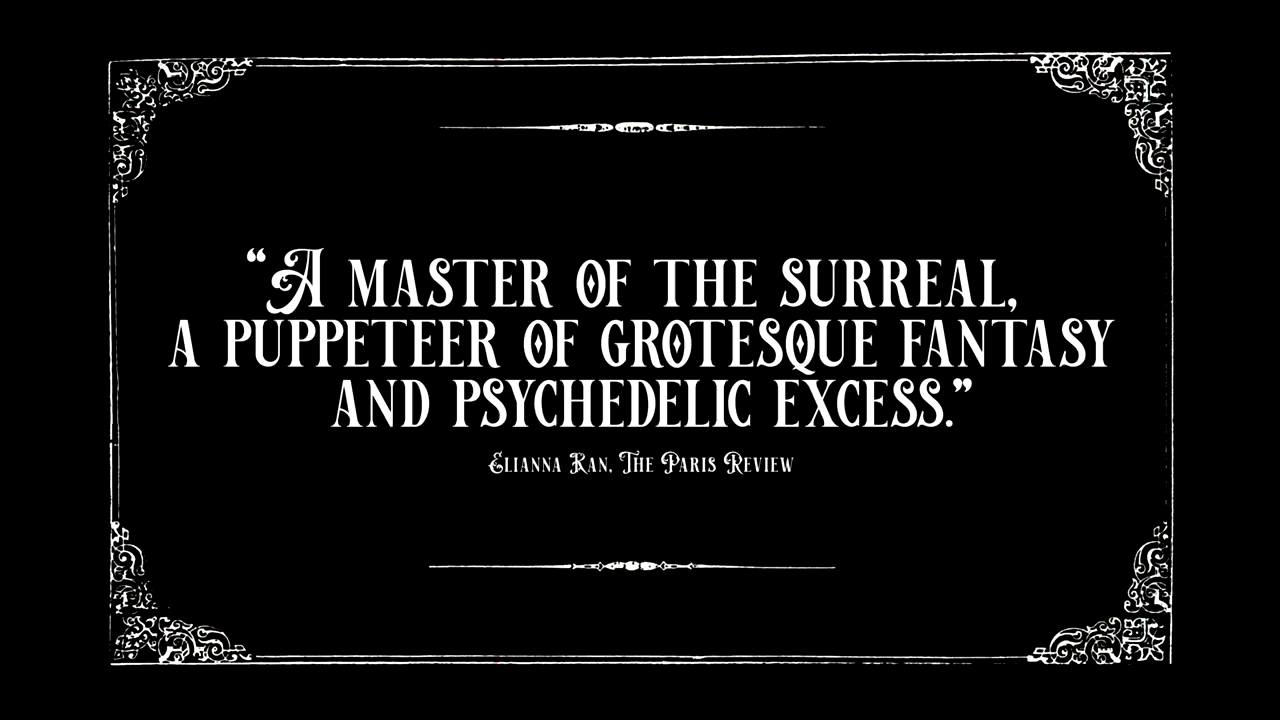 “A MASTER OF THE SURREAL,
A PUPPETEER OF GROTESQUE FANTASY
AND PSYCHEDELIC EXCESS.”
ELIANNA KAN, THE PARIS REVIEW